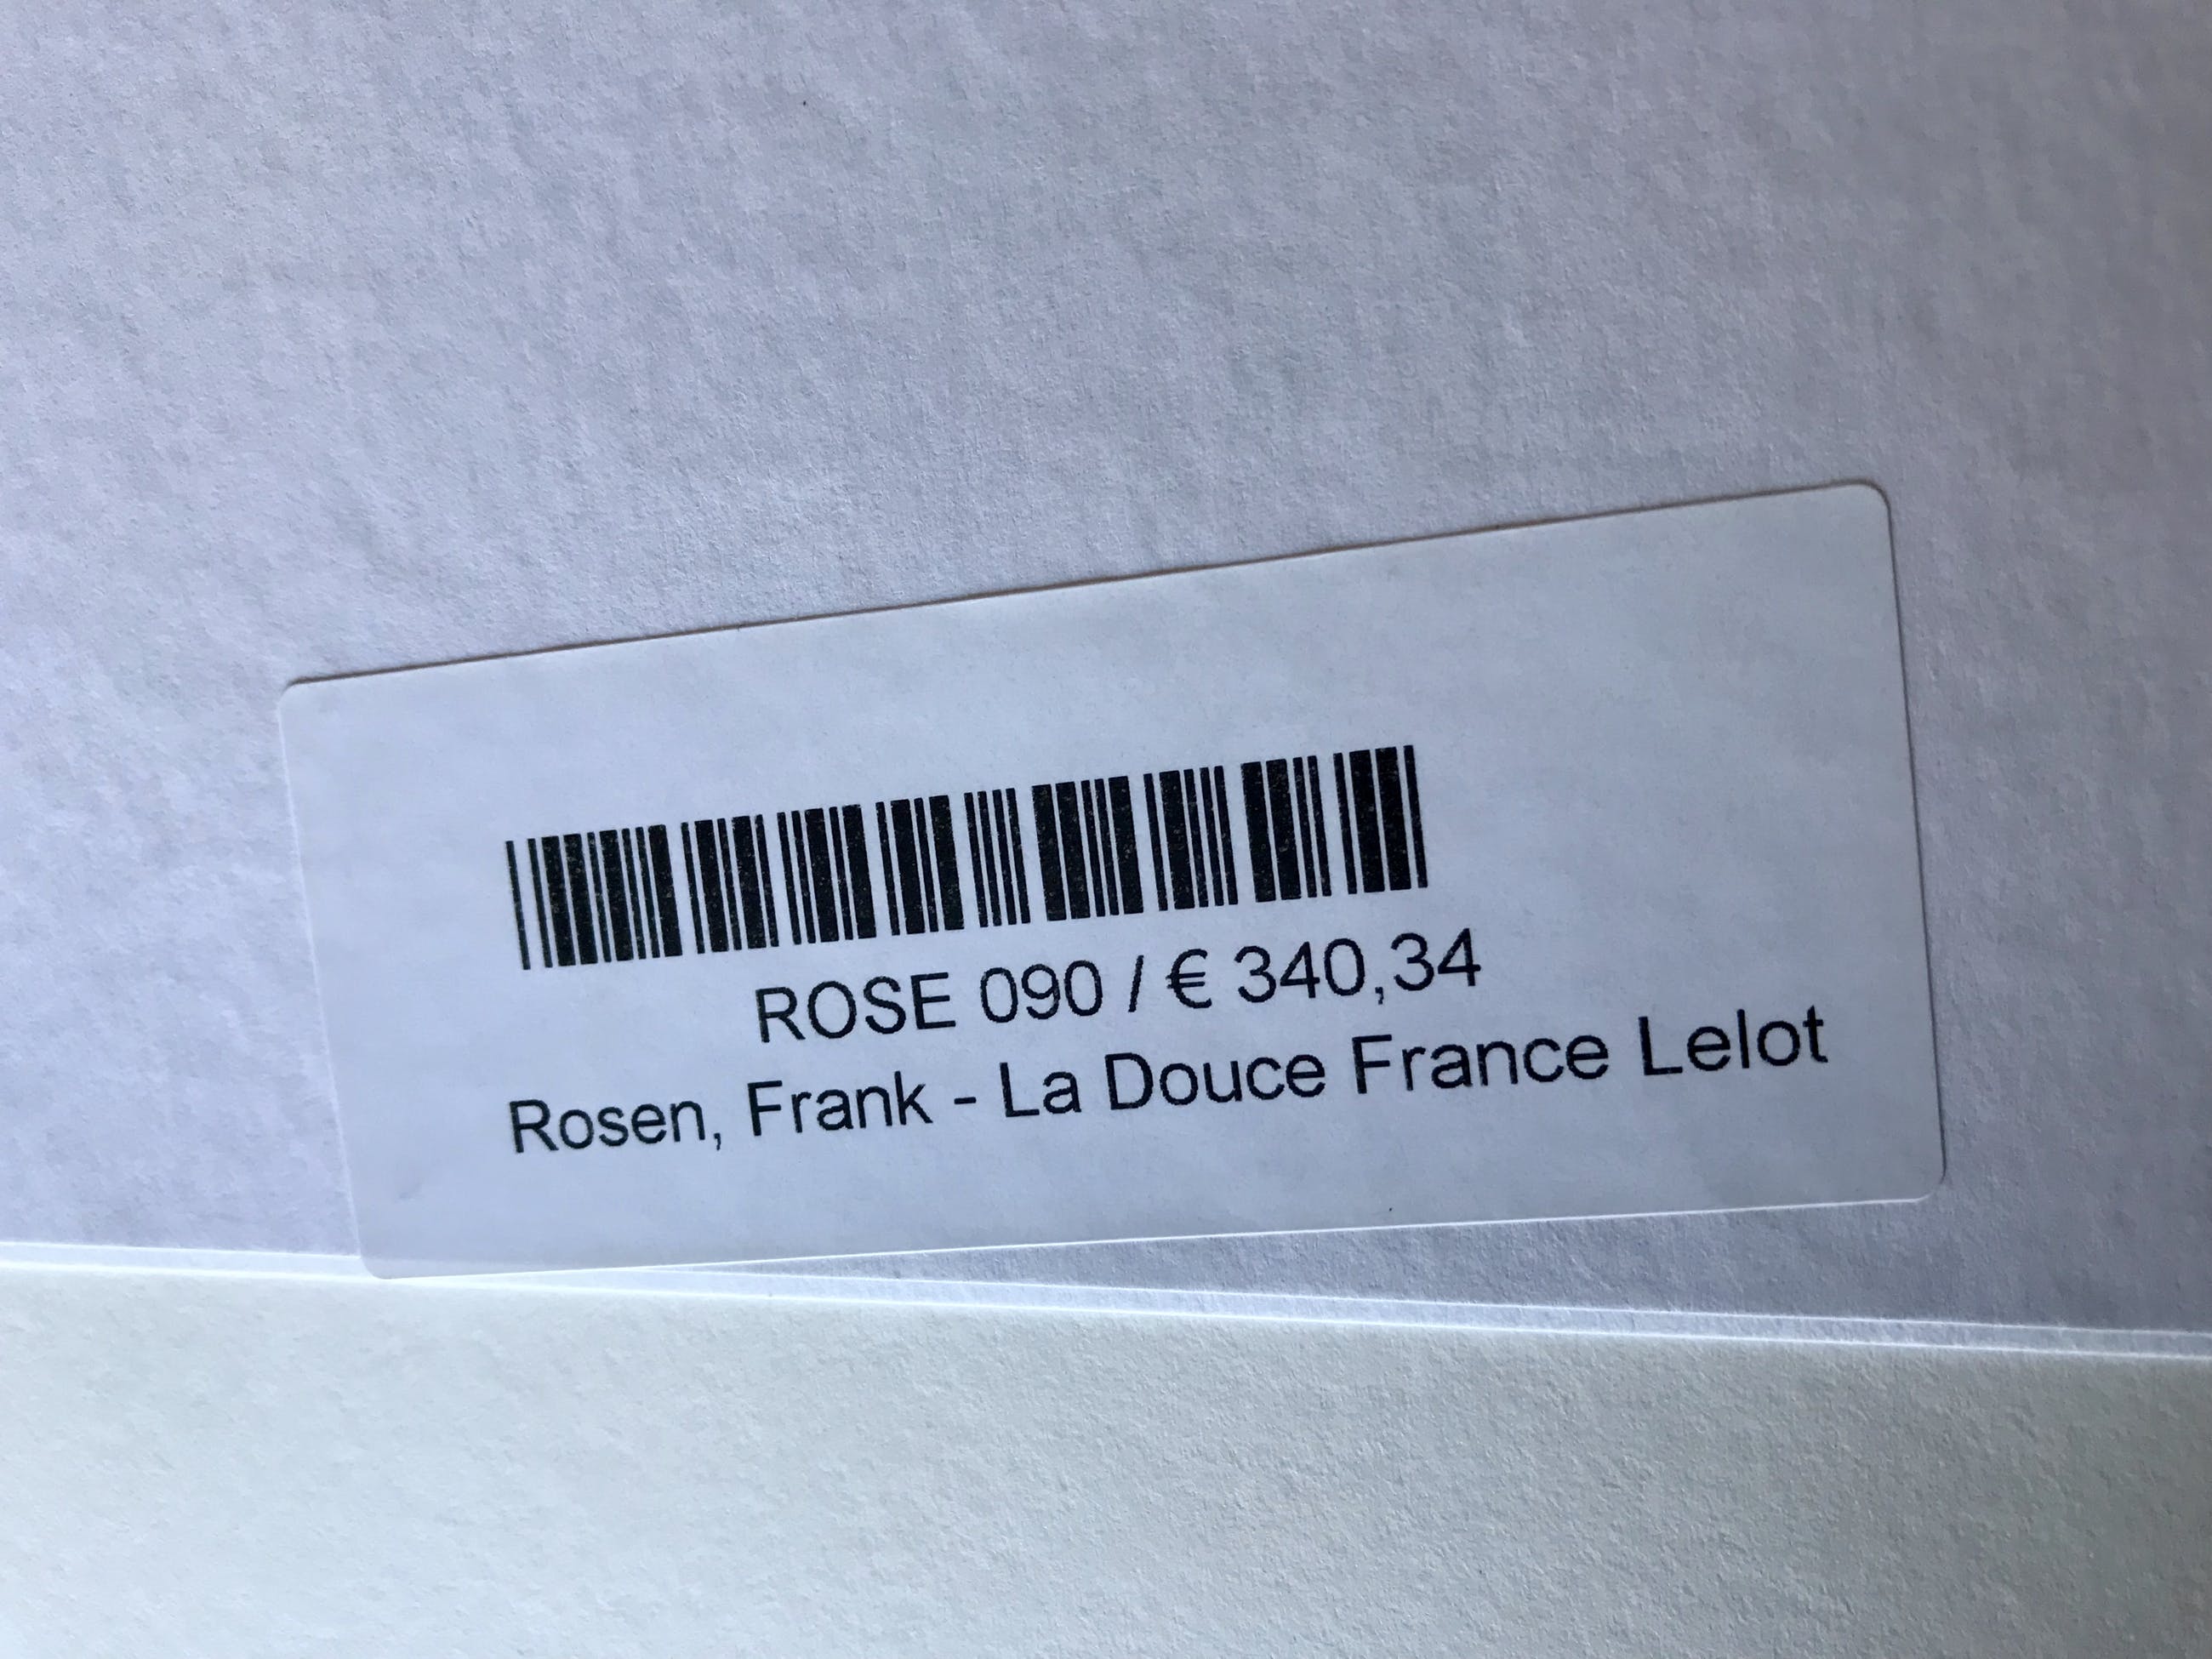 ROSE 090 / € 340,34
Rosen, Frank - La Douce France Lelot